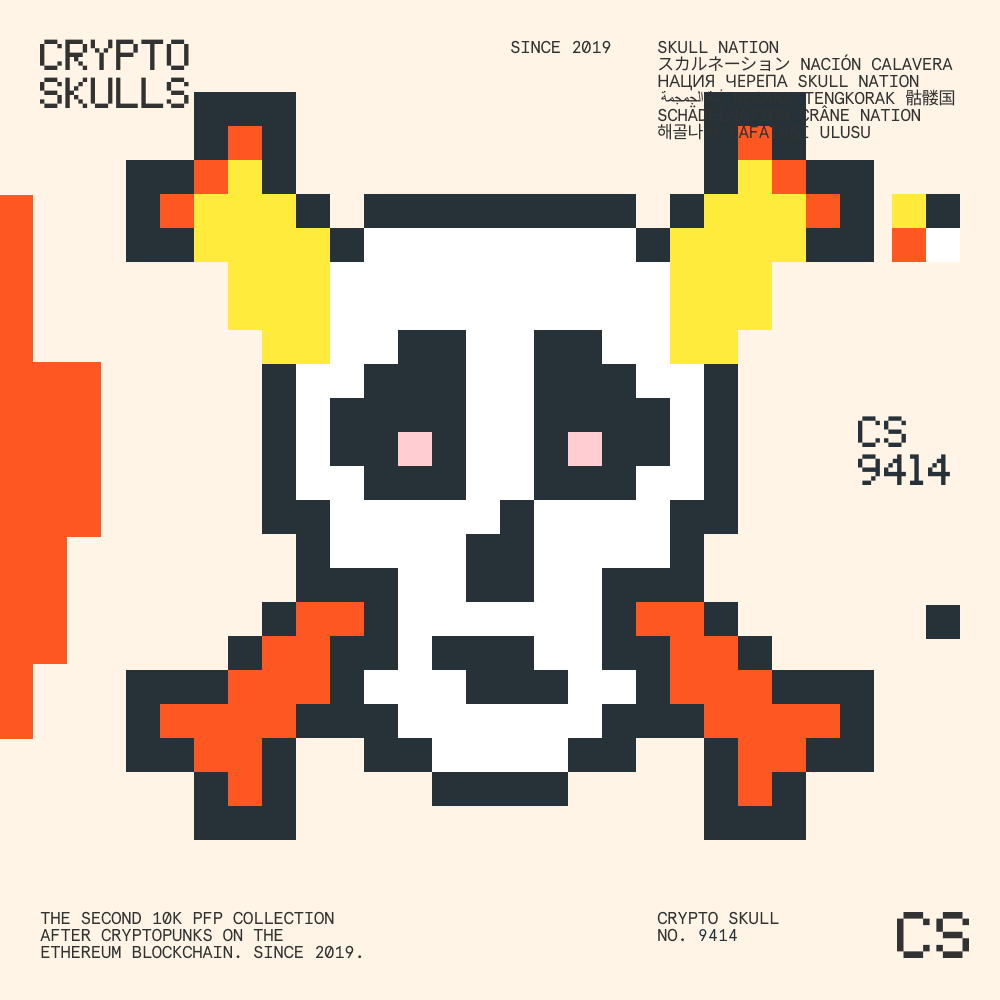 CRYPTO
SKULLS
SINCE 2019
SKULL NATION
スカルネーション NACIÓN CALAVERA
НАЦИЯ ЧЕРЕПА SKULL NATION
الجمجمة TENGKORAK 骷髅国
CRÂNE NATION
ULUSU
CS
9414
THE SECOND 10K PFP COLLECTION
AFTER CRYPTOPUNKS ON THE
ETHEREUM BLOCKCHAIN. SINCE 2019.
CRYPTO SKULL
NO. 9414
CS